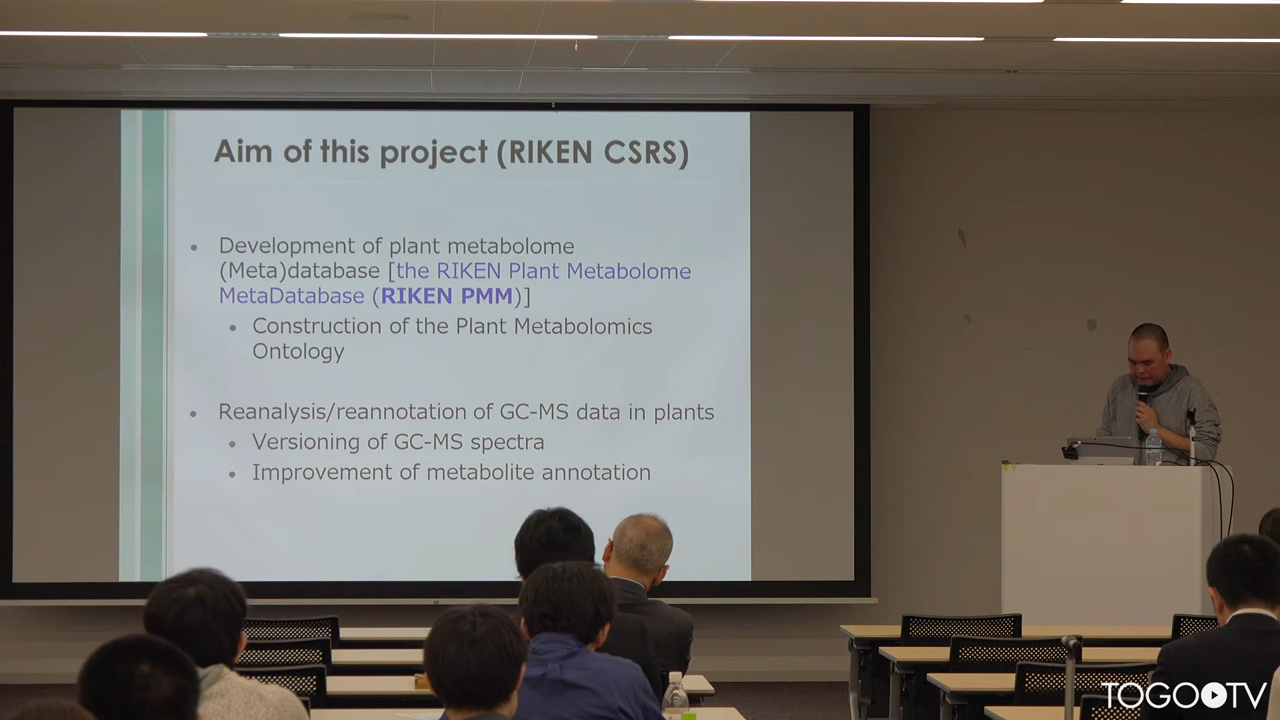 Aim of this project (RIKEN CSRS)
• Development of plant metabolome
(Meta)database [the RIKEN Plant Metabolome
MetaDatabase (RIKEN PMM)]
• Construction of the Plant Metabolomics
Ontology
• Reanalysis/reannotation of GC-MS data in plants
• Versioning of GC-MS spectra
• Improvement of metabolite annotation
TOGO TV